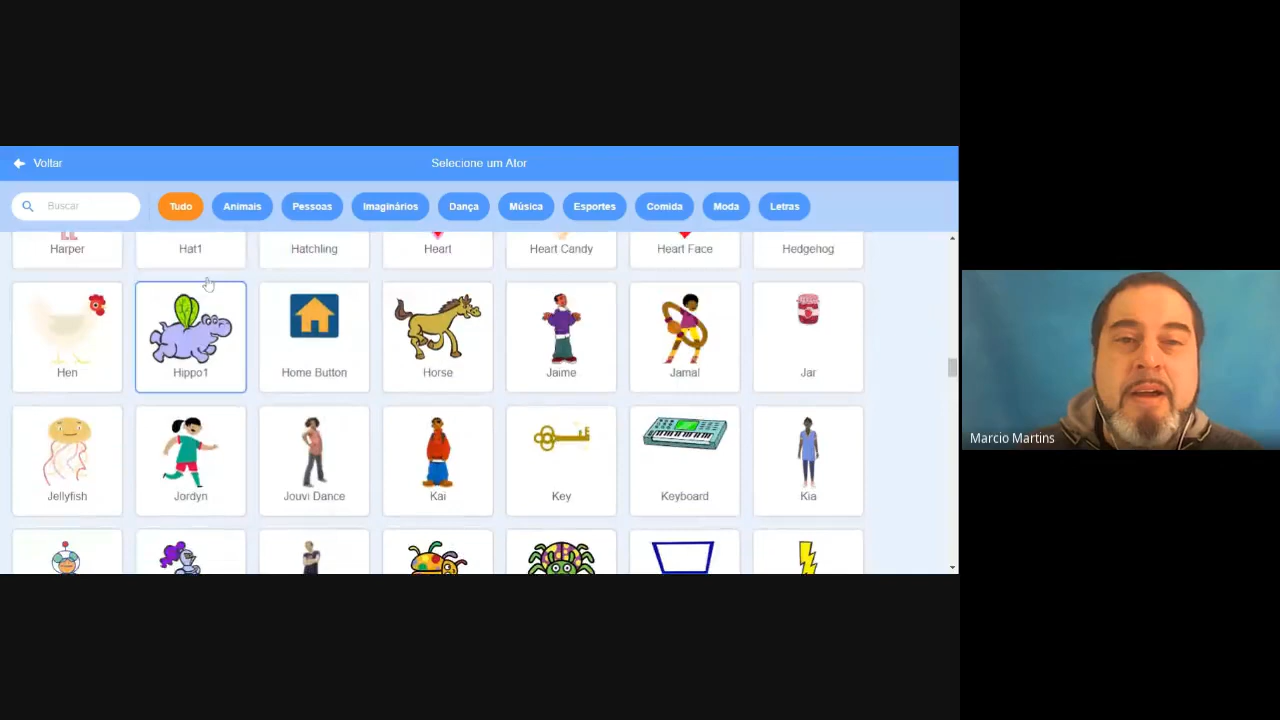 Voltar
Selecione um Ator
Buscar
Tudo
Animais
Pessoas
Imaginários
Dança
Música
Esportes
Comida
Moda
Letras
Harper
Hat1
Hatchling
Heart
Heart Candy
Heart Face
Hedgehog
Hen
Hippo1
Home Button
Horse
Jaime
Jamal
Jar
Jellyfish
Jordyn
Jouvi Dance
Kai
Key
Keyboard
Kia
Marcio Martins